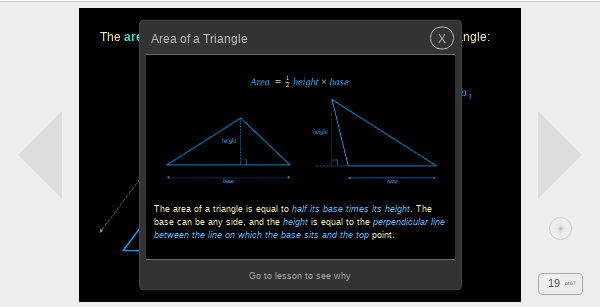 The are
ngle:
Area of a Triangle
X
Area = 1/2 height × base
a 3
height
height
base
base
The area of a triangle is equal to half its base times its height. The
base can be any side, and the height is equal to the perpendicular line
between the line on which the base sits and the top point.
Go to lesson to see why
19 of 67